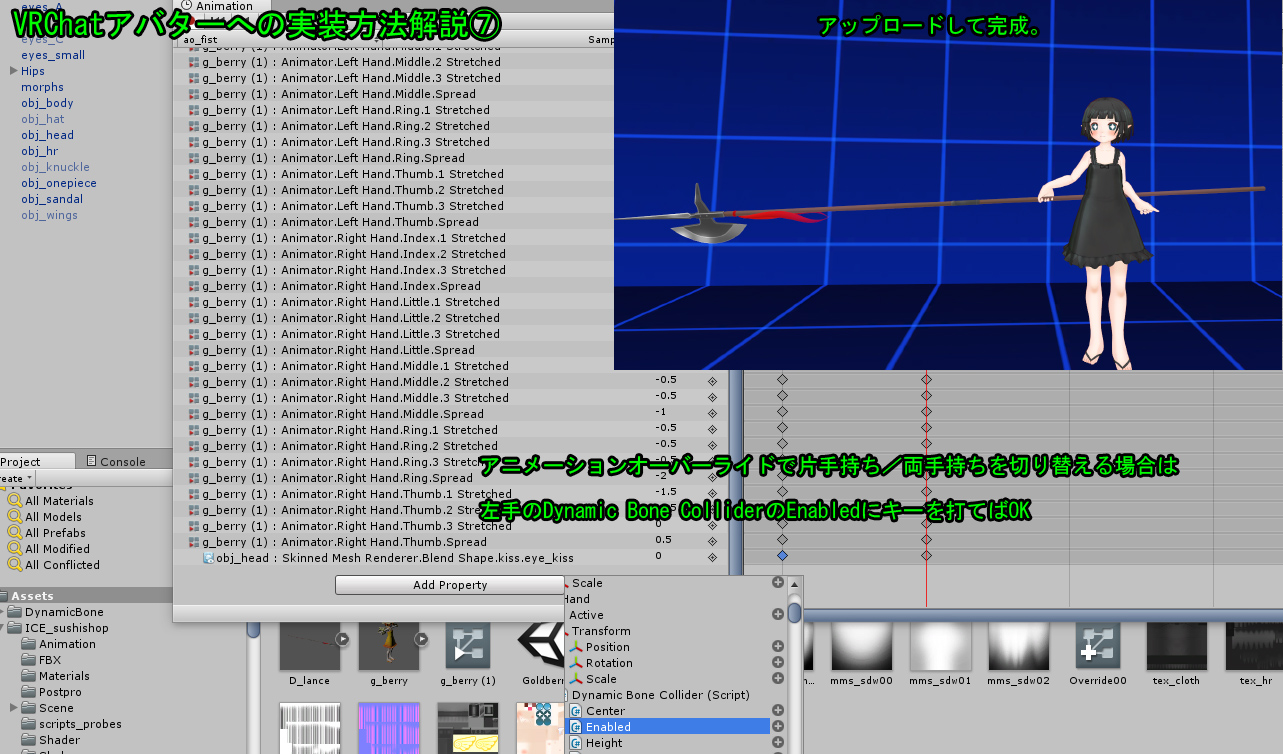 VRChatアバターへの実装方法解説⑦
アップロードして完成。
eyes_A
eyes_C
eyes_small
Hips
morphs
obj_body
obj_hat
obj_head
obj_hr
obj_knuckle
obj_onepiece
obj_sandal
obj_wings
Animation
ao_fist
Samp
g_berry (1) : Animator.Left Hand.Middle.1 Stretched
g_berry (1) : Animator.Left Hand.Middle.2 Stretched
g_berry (1) : Animator.Left Hand.Middle.3 Stretched
g_berry (1) : Animator.Left Hand.Middle.Spread
g_berry (1) : Animator.Left Hand.Ring.1 Stretched
g_berry (1) : Animator.Left Hand.Ring.2 Stretched
g_berry (1) : Animator.Left Hand.Ring.3 Stretched
g_berry (1) : Animator.Left Hand.Ring.Spread
g_berry (1) : Animator.Left Hand.Thumb.1 Stretched
g_berry (1) : Animator.Left Hand.Thumb.2 Stretched
g_berry (1) : Animator.Left Hand.Thumb.3 Stretched
g_berry (1) : Animator.Left Hand.Thumb.Spread
g_berry (1) : Animator.Right Hand.Index.1 Stretched
g_berry (1) : Animator.Right Hand.Index.2 Stretched
g_berry (1) : Animator.Right Hand.Index.3 Stretched
g_berry (1) : Animator.Right Hand.Index.Spread
g_berry (1) : Animator.Right Hand.Little.1 Stretched
g_berry (1) : Animator.Right Hand.Little.2 Stretched
g_berry (1) : Animator.Right Hand.Little.3 Stretched
g_berry (1) : Animator.Right Hand.Little.Spread
g_berry (1) : Animator.Right Hand.Middle.1 Stretched
g_berry (1) : Animator.Right Hand.Middle.2 Stretched -0.5
g_berry (1) : Animator.Right Hand.Middle.3 Stretched -0.5
g_berry (1) : Animator.Right Hand.Middle.Spread -1
g_berry (1) : Animator.Right Hand.Ring.1 Stretched -0.5
g_berry (1) : Animator.Right Hand.Ring.2 Stretched -0.5
g_berry (1) : Animator.Right Hand.Ring.3 Stre
g_berry (1) : Animator.Right Hand.Ring.Spread -2
g_berry (1) : Animator.Right Hand.Thumb.1 Stretched -1.5
g_berry (1) : Animator.Right Hand.Thumb.2 Stre
g_berry (1) : Animator.Right Hand.Thumb.3 Stretched 0
g_berry (1) : Animator.Right Hand.Thumb.Spread 0.5
obj_head : Skinned Mesh Renderer.Blend Shape.kiss.eye_kiss 0
アニメーションオーバーライドで片手持ち／両手持ちを切り替える場合は
左手のDynamic Bone ColliderのEnabledにキーを打てばOK
Add Property
Scale
Hand
Active
Transform
Position
Rotation
Scale
Dynamic Bone Collider (Script)
Center
Enabled
Height
Project
Console
reate
Favorites
All Materials
All Models
All Prefabs
All Modified
All Conflicted
Assets
DynamicBone
ICE_sushishop
Animation
FBX
Materials
Postpro
Scene
scripts_probes
Shader
D_lance
g_berry
g_berry (1)
Goldberr
mms_sdw00
mms_sdw01
mms_sdw02
Override00
tex_cloth
tex_hr